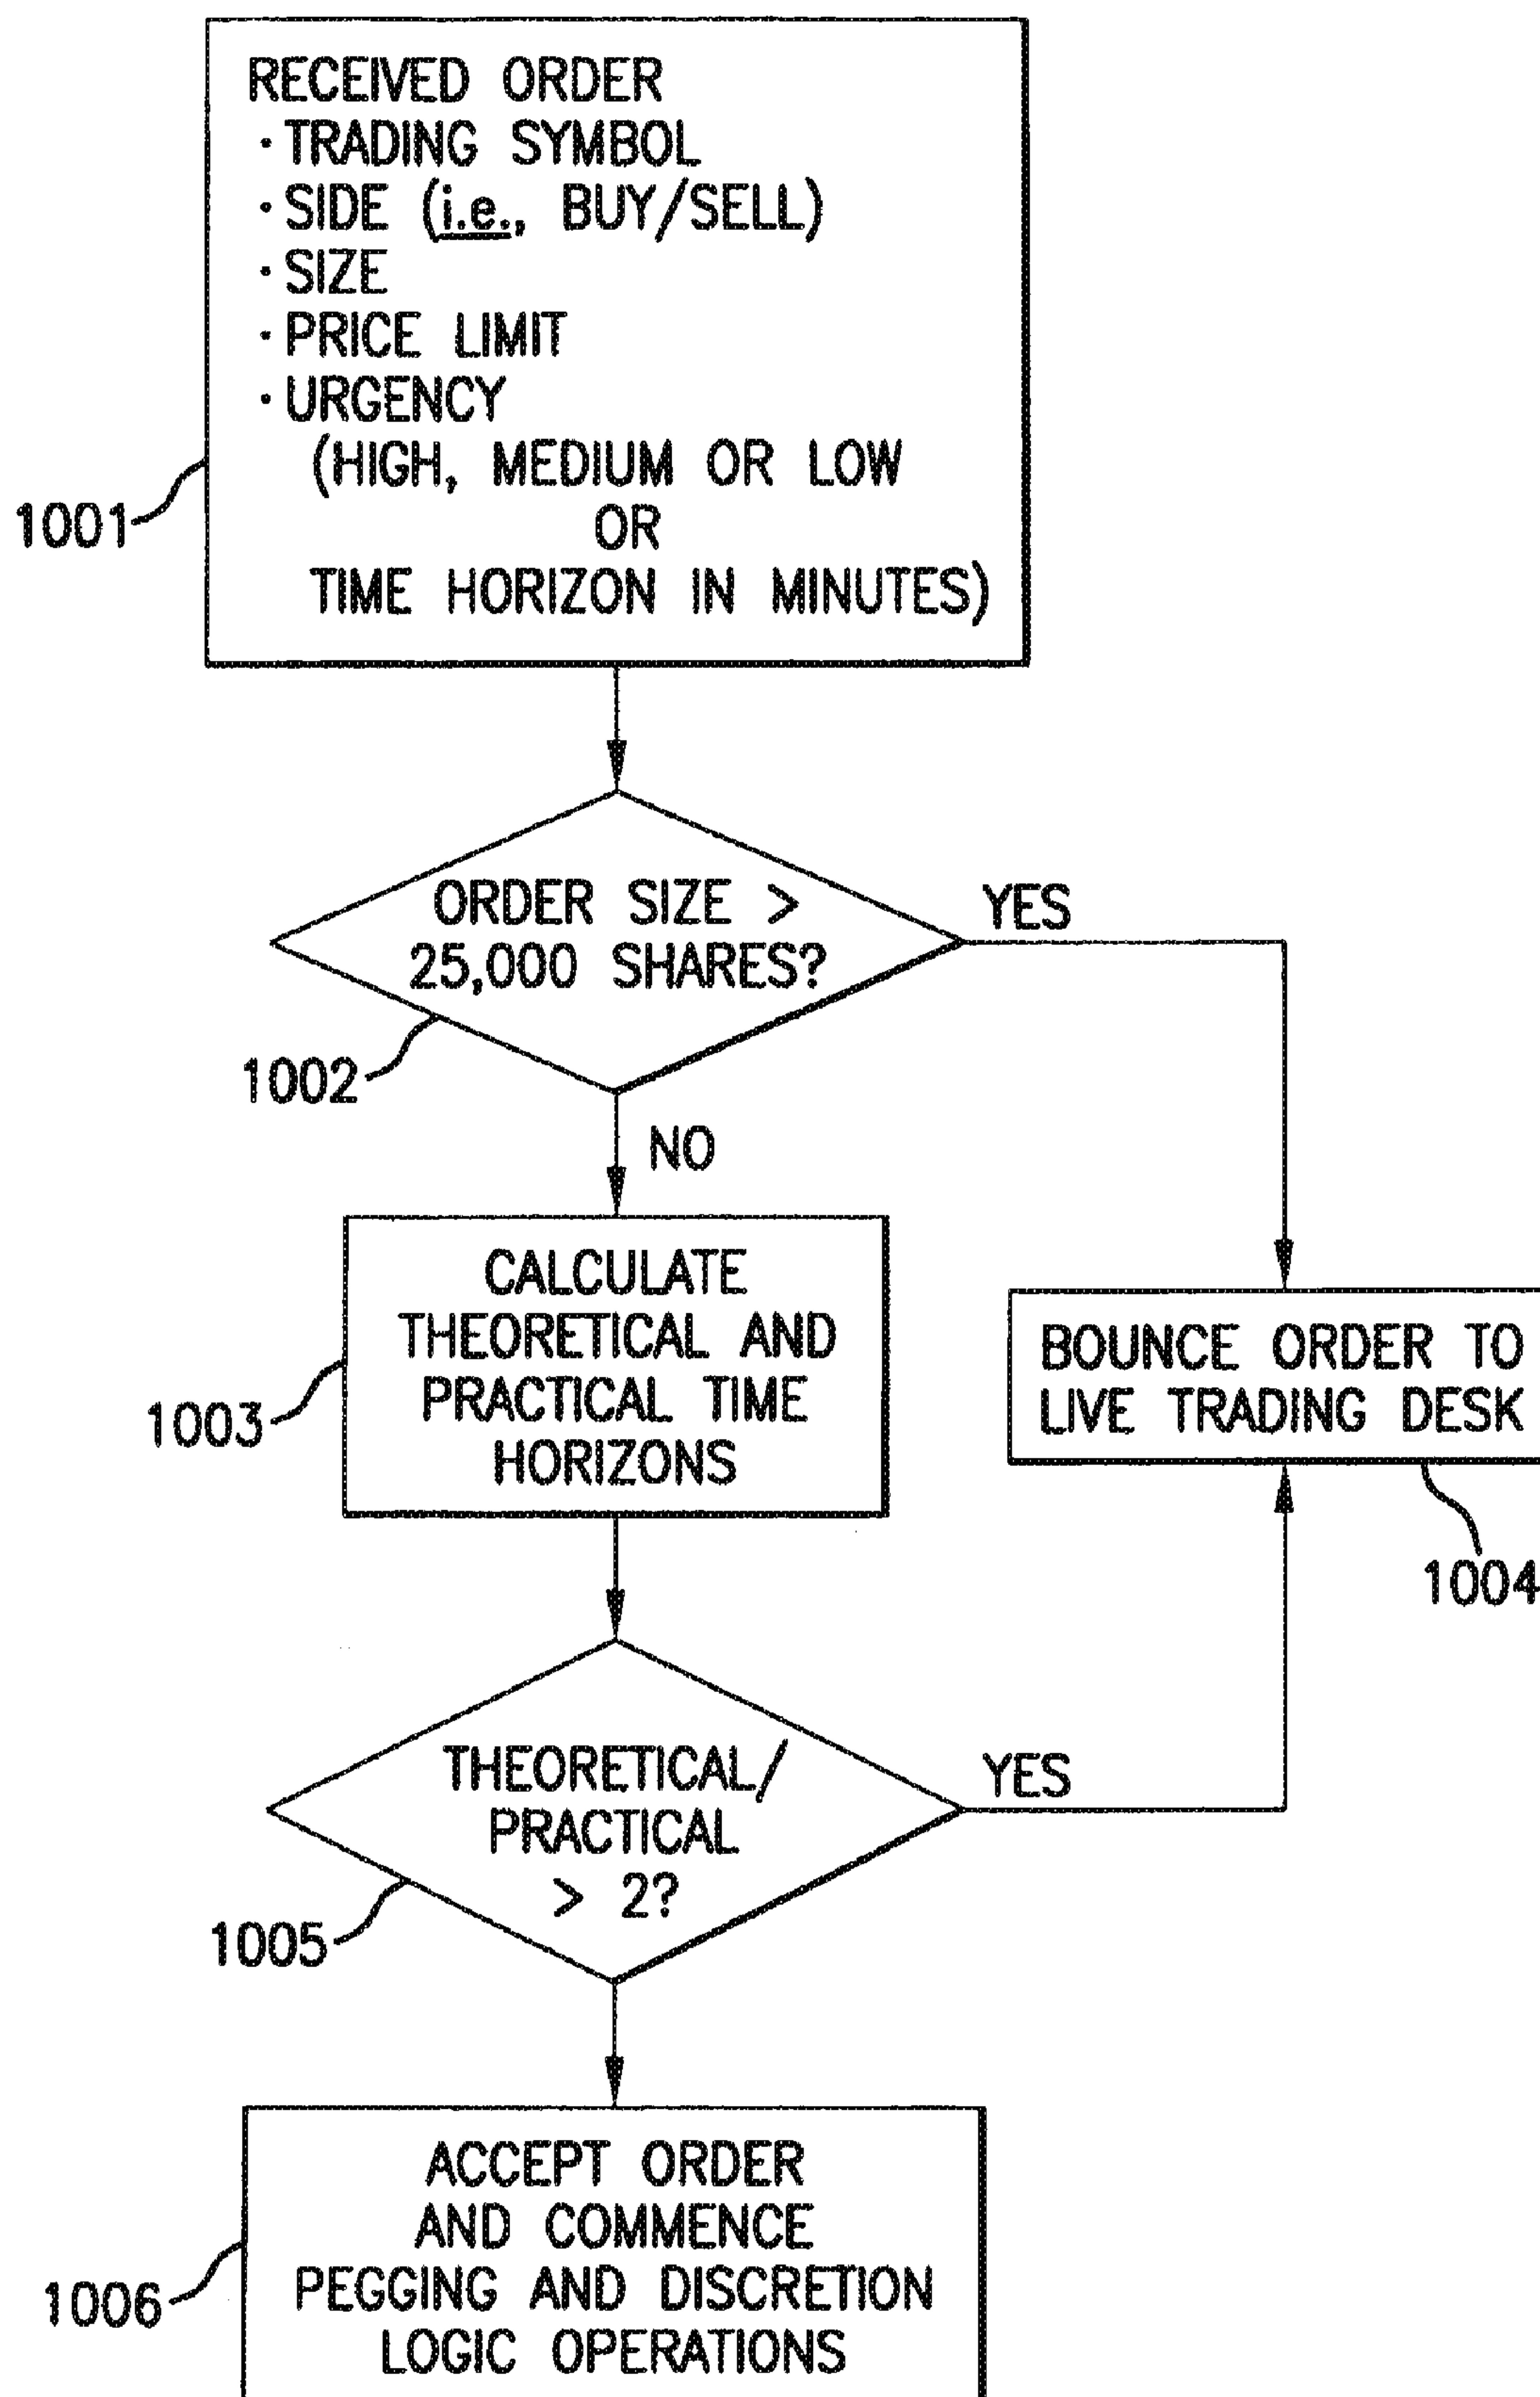 RECEIVED ORDER
· TRADING SYMBOL
· SIDE (i.e., BUY/SELL)
· SIZE
· PRICE LIMIT
· URGENCY
(HIGH, MEDIUM OR LOW
OR
TIME HORIZON IN MINUTES)
1001
ORDER SIZE >
25,000 SHARES?
YES
1002
NO
CALCULATE
THEORETICAL AND
PRACTICAL TIME
HORIZONS
1003
BOUNCE ORDER TO
LIVE TRADING DESK
1004
THEORETICAL/
PRACTICAL
> 2?
YES
1005
ACCEPT ORDER
AND COMMENCE
PEGGING AND DISCRETION
LOGIC OPERATIONS
1006